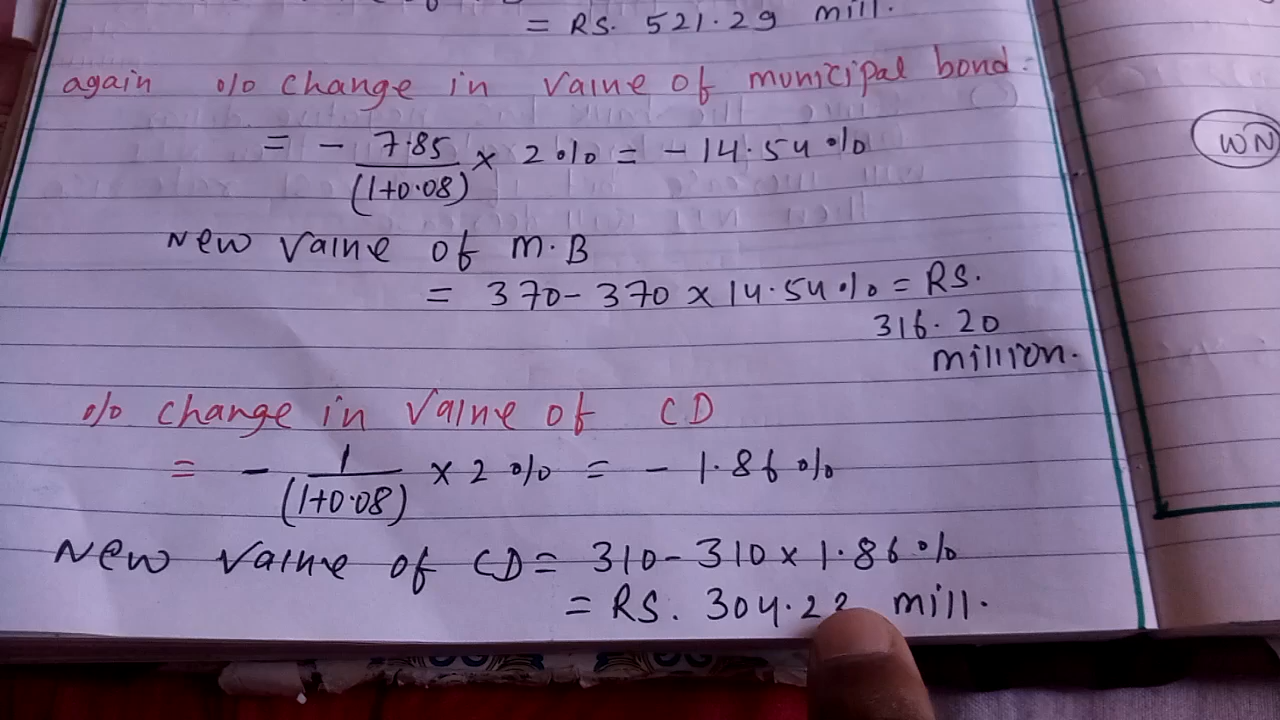 = RS. 521.29 mill.
again % change in value of municipal bond:
= - 7.85 / (1+0.08) × 2% = - 14.54%
New value of M.B
= 370 - 370 × 14.54% = RS.
316.20
million.
% change in value of CD
= - 1 / (1+0.08) × 2% = - 1.86%
New value of CD = 310 - 310 × 1.86%
= RS. 304.23 mill.
WN